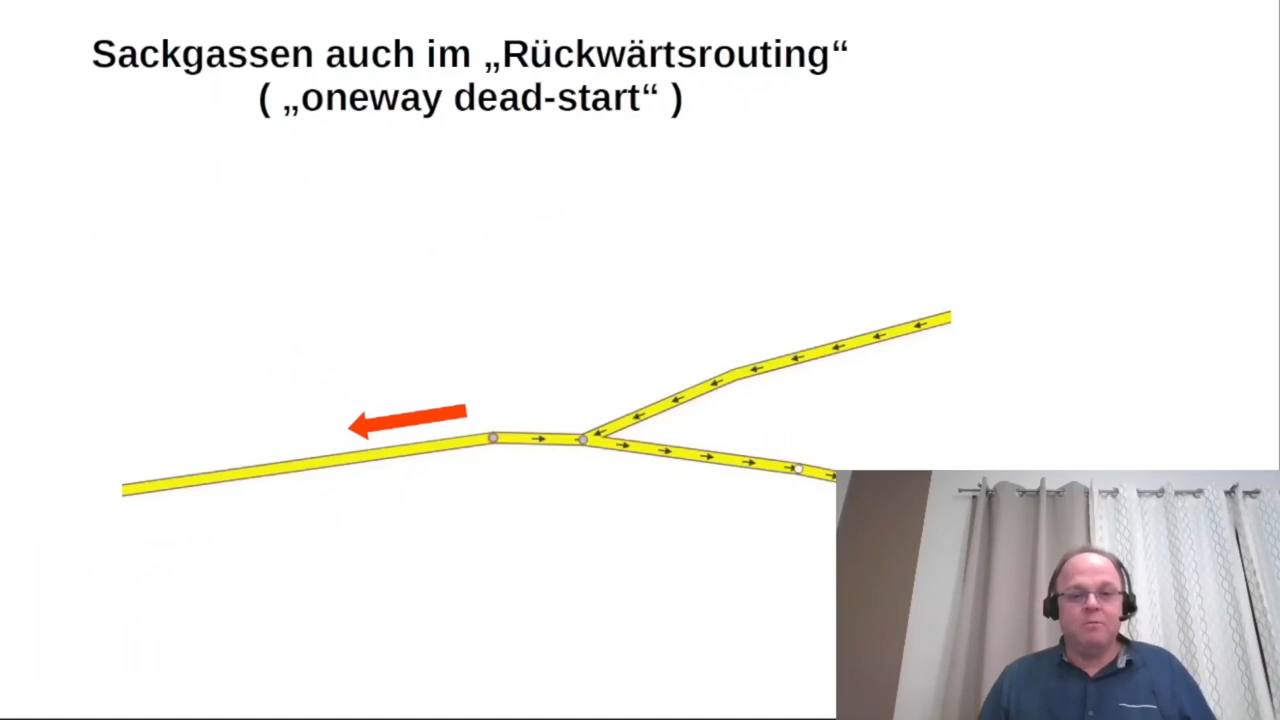 Sackgassen auch im „Rückwärtsrouting“
( „oneway dead-start“ )